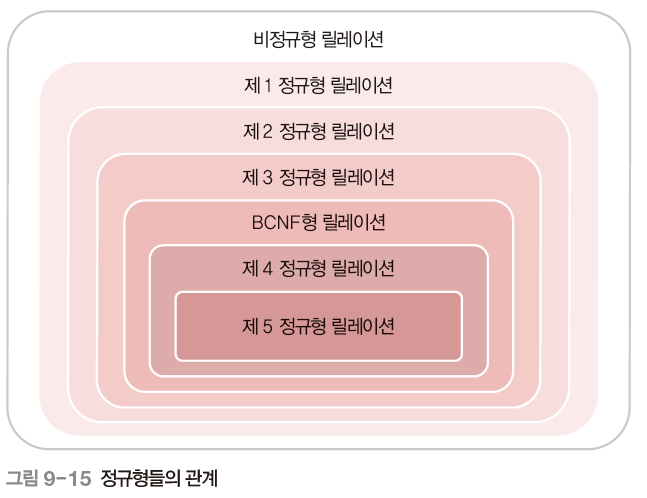 비정규형 릴레이션
제 1 정규형 릴레이션
제 2 정규형 릴레이션
제 3 정규형 릴레이션
BCNF형 릴레이션
제 4 정규형 릴레이션
제 5 정규형 릴레이션
그림 9-15 정규형들의 관계